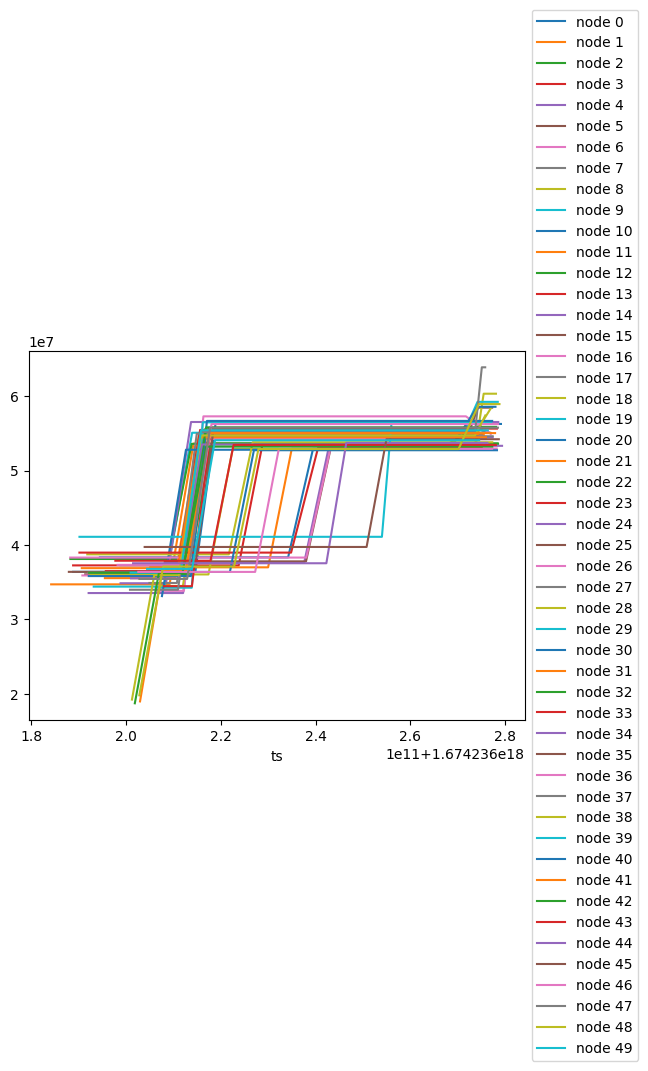 1e7
6
5
4
3
2
1.8
2.0
2.2
2.4
2.6
2.8
1e11+1.674236e18
ts
node 0
node 1
node 2
node 3
node 4
node 5
node 6
node 7
node 8
node 9
node 10
node 11
node 12
node 13
node 14
node 15
node 16
node 17
node 18
node 19
node 20
node 21
node 22
node 23
node 24
node 25
node 26
node 27
node 28
node 29
node 30
node 31
node 32
node 33
node 34
node 35
node 36
node 37
node 38
node 39
node 40
node 41
node 42
node 43
node 44
node 45
node 46
node 47
node 48
node 49